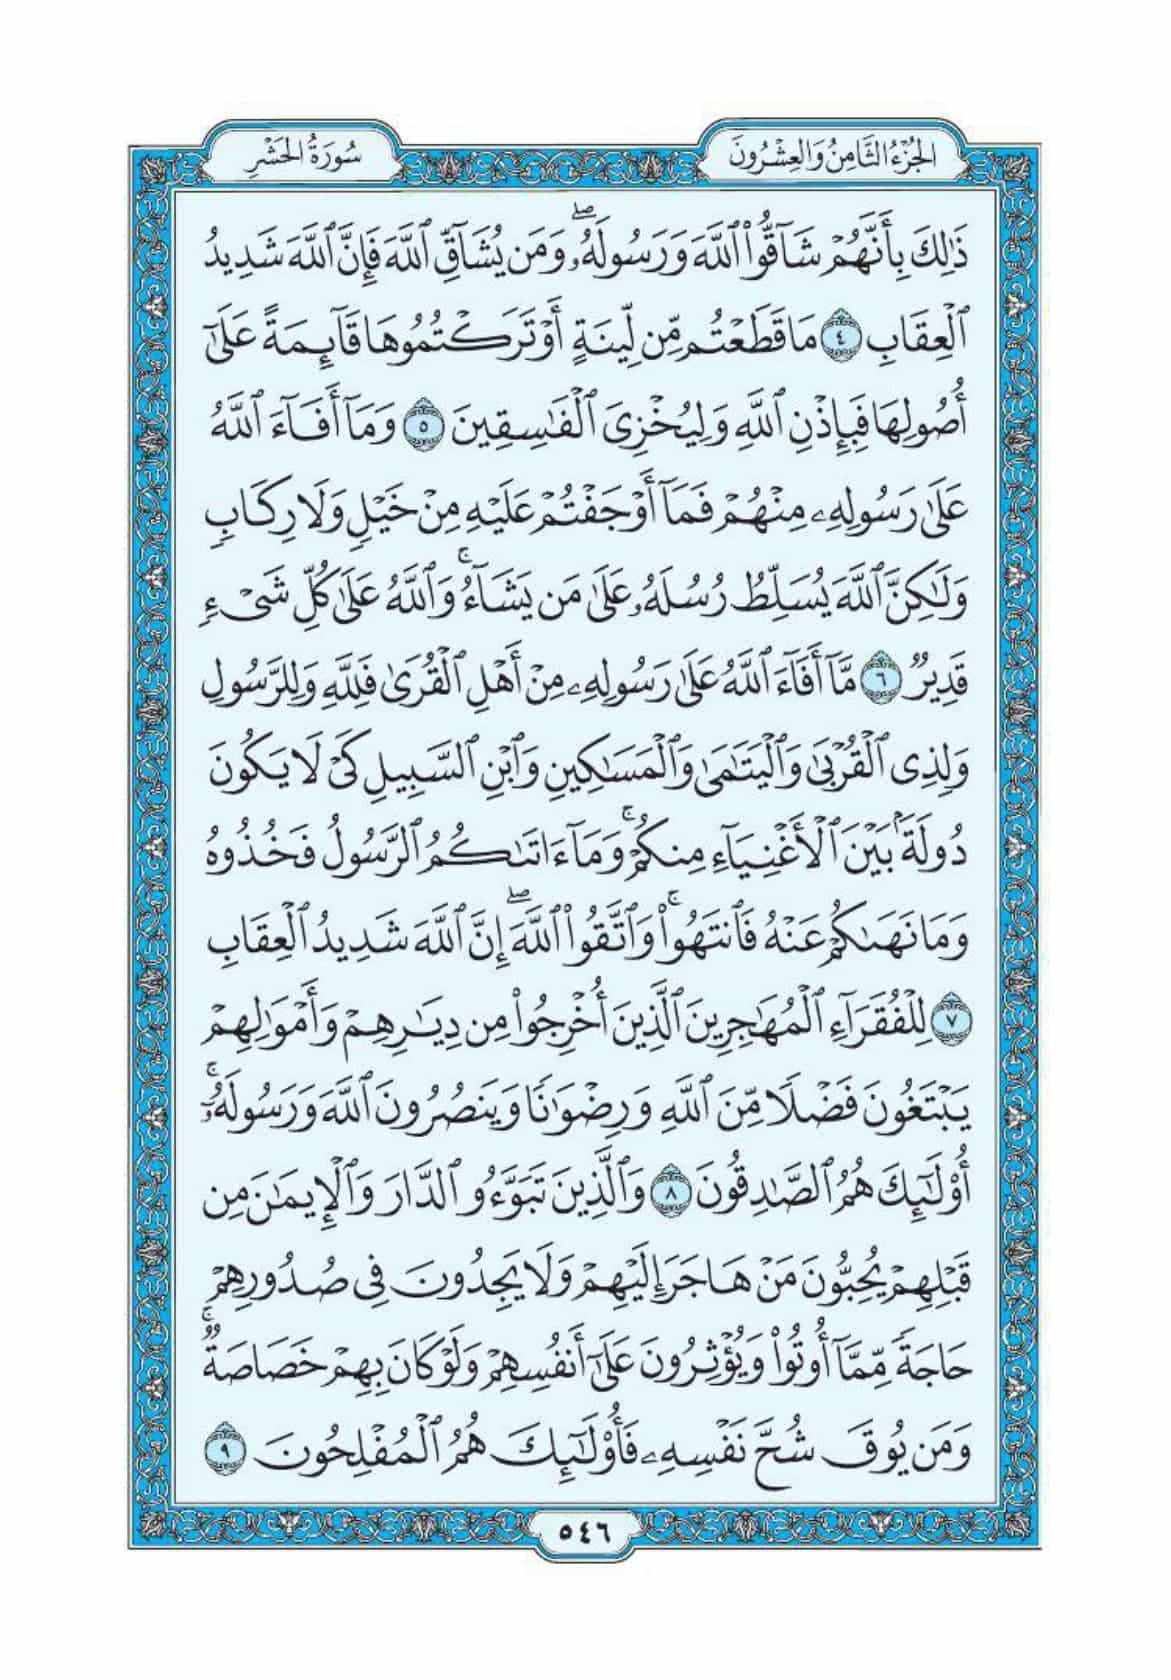 الجُزْءُ الثَّامِنُ وَالعِشْرُونَ
سُورَةُ الحَشْرِ
ذَٰلِكَ بِأَنَّهُمْ شَآقُّوا۟ ٱللَّهَ وَرَسُولَهُۥ ۖ وَمَن يُشَآقِّ ٱللَّهَ فَإِنَّ ٱللَّهَ شَدِيدُ
ٱلْعِقَابِ ٤ مَا قَطَعْتُم مِّن لِّينَةٍ أَوْ تَرَكْتُمُوهَا قَآئِمَةً عَلَىٰٓ
أُصُولِهَا فَبِإِذْنِ ٱللَّهِ وَلِيُخْزِىَ ٱلْفَٰسِقِينَ ٥ وَمَآ أَفَآءَ ٱللَّهُ
عَلَىٰ رَسُولِهِۦ مِنْهُمْ فَمَآ أَوْجَفْتُمْ عَلَيْهِ مِنْ خَيْلٍ وَلَا رِكَابٍ
وَلَٰكِنَّ ٱللَّهَ يُسَلِّطُ رُسُلَهُۥ عَلَىٰ مَن يَشَآءُ ۚ وَٱللَّهُ عَلَىٰ كُلِّ شَىْءٍ
قَدِيرٌ ٦ مَّآ أَفَآءَ ٱللَّهُ عَلَىٰ رَسُولِهِۦ مِنْ أَهْلِ ٱلْقُرَىٰ فَلِلَّهِ وَلِلرَّسُولِ
وَلِذِى ٱلْقُرْبَىٰ وَٱلْيَتَٰمَىٰ وَٱلْمَسَٰكِينِ وَٱبْنِ ٱلسَّبِيلِ كَىْ لَا يَكُونَ
دُولَةًۢ بَيْنَ ٱلْأَغْنِيَآءِ مِنكُمْ ۚ وَمَآ ءَاتَىٰكُمُ ٱلرَّسُولُ فَخُذُوهُ
وَمَا نَهَىٰكُمْ عَنْهُ فَٱنتَهُوا۟ ۚ وَٱتَّقُوا۟ ٱللَّهَ ۖ إِنَّ ٱللَّهَ شَدِيدُ ٱلْعِقَابِ
٧ لِلْفُقَرَآءِ ٱلْمُهَٰجِرِينَ ٱلَّذِينَ أُخْرِجُوا۟ مِن دِيَٰرِهِمْ وَأَمْوَٰلِهِمْ
يَبْتَغُونَ فَضْلًا مِّنَ ٱللَّهِ وَرِضْوَٰنًا وَيَنصُرُونَ ٱللَّهَ وَرَسُولَهُۥٓ ۚ
أُو۟لَٰٓئِكَ هُمُ ٱلصَّٰدِقُونَ ٨ وَٱلَّذِينَ تَبَوَّءُو ٱلدَّارَ وَٱلْإِيمَٰنَ مِن
قَبْلِهِمْ يُحِبُّونَ مَنْ هَاجَرَ إِلَيْهِمْ وَلَا يَجِدُونَ فِى صُدُورِهِمْ
حَاجَةً مِّمَّآ أُوتُوا۟ وَيُؤْثِرُونَ عَلَىٰٓ أَنفُسِهِمْ وَلَوْ كَانَ بِهِمْ خَصَاصَةٌ ۚ
وَمَن يُوقَ شُحَّ نَفْسِهِۦ فَأُو۟لَٰٓئِكَ هُمُ ٱلْمُفْلِحُونَ ٩
٥٤٦